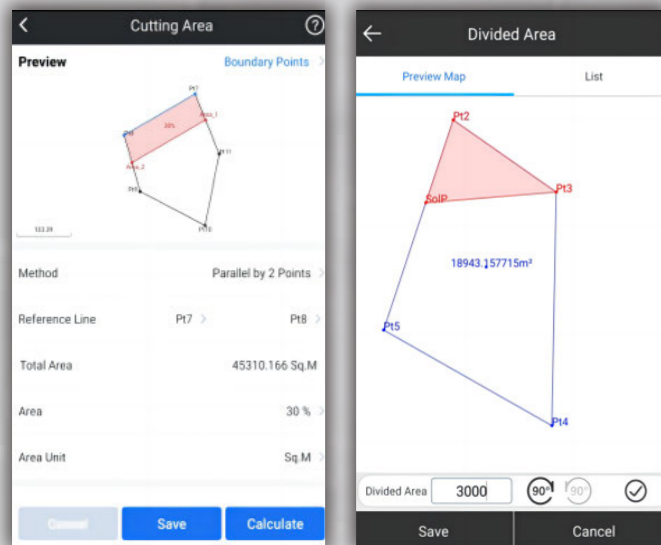 Cutting Area
Preview
Boundary Points
Pt7
Area_1
30%
Pt8
Area_2
Pt11
Pt9
Pt10
103.39
Method
Parallel by 2 Points
Reference Line
Pt7
Pt8
Total Area
45310.166 Sq.M
Area
30 %
Area Unit
Sq.M
Cancel
Save
Calculate
Divided Area
Preview Map
List
Pt2
SolP
Pt3
18943.157715m²
Pt5
Pt4
Divided Area
3000
90°
90°
Save
Cancel